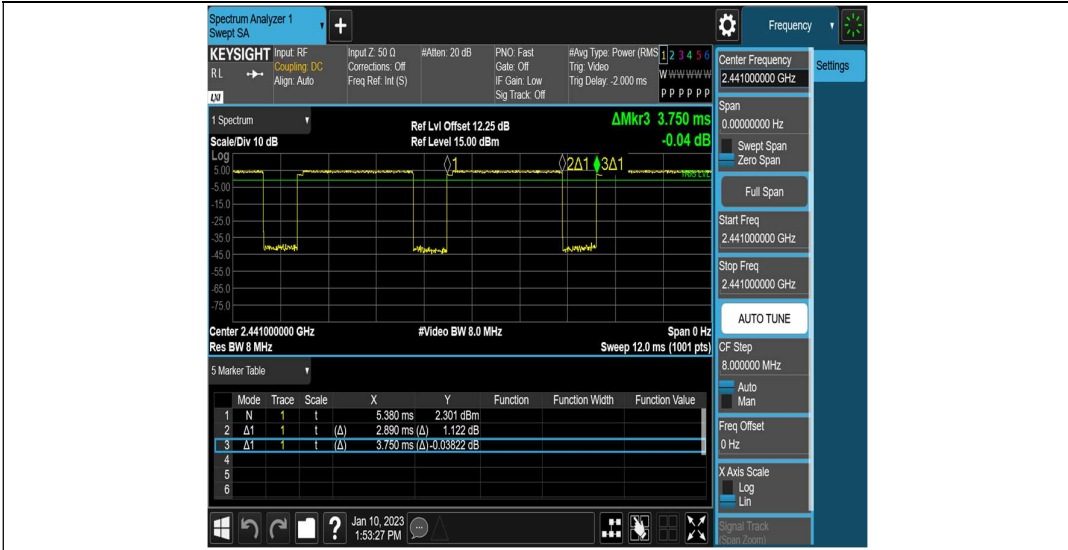 Spectrum Analyzer 1
Swept SA
Frequency
KEYSIGHT
RL
LXI
Input: RF
Coupling: DC
Align: Auto
Input Z: 50 Ω
Corrections: Off
Freq Ref: Int (S)
#Atten: 20 dB
PNO: Fast
Gate: Off
IF Gain: Low
Sig Track: Off
#Avg Type: Power (RMS
Trig: Video
Trig Delay: -2.000 ms
1 2 3 4 5 6
W W W W W W
P P P P P P
1 Spectrum
Scale/Div 10 dB
Ref Lvl Offset 12.25 dB
Ref Level 15.00 dBm
ΔMkr3 3.750 ms
-0.04 dB
Log
1
2Δ1
3Δ1
5.00
-5.00
-15.0
-25.0
-35.0
-45.0
-55.0
-65.0
-75.0
Center 2.441000000 GHz
#Video BW 8.0 MHz
Span 0 Hz
Res BW 8 MHz
Sweep 12.0 ms (1001 pts)
5 Marker Table
Mode Trace Scale X Y Function Function Width Function Value
1 N 1 t 5.380 ms 2.301 dBm
2 Δ1 1 t (Δ) 2.890 ms (Δ) 1.122 dB
3 Δ1 1 t (Δ) 3.750 ms (Δ) -0.03822 dB
4
5
6
Jan 10, 2023
1:53:27 PM
Center Frequency
2.441000000 GHz
Settings
Span
0.00000000 Hz
Swept Span
Zero Span
Full Span
Start Freq
2.441000000 GHz
Stop Freq
2.441000000 GHz
AUTO TUNE
CF Step
8.000000 MHz
Auto
Man
Freq Offset
0 Hz
X Axis Scale
Log
Lin
Signal Track
(Span Zoom)